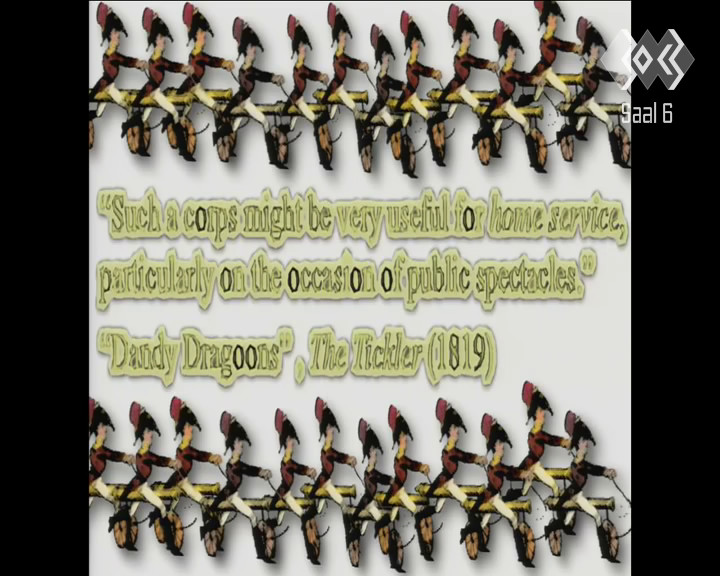 Saal 6
"Such a corps might be very useful for home service,
particularly on the occasion of public spectacles."
"Dandy Dragoons", The Tickler (1819)